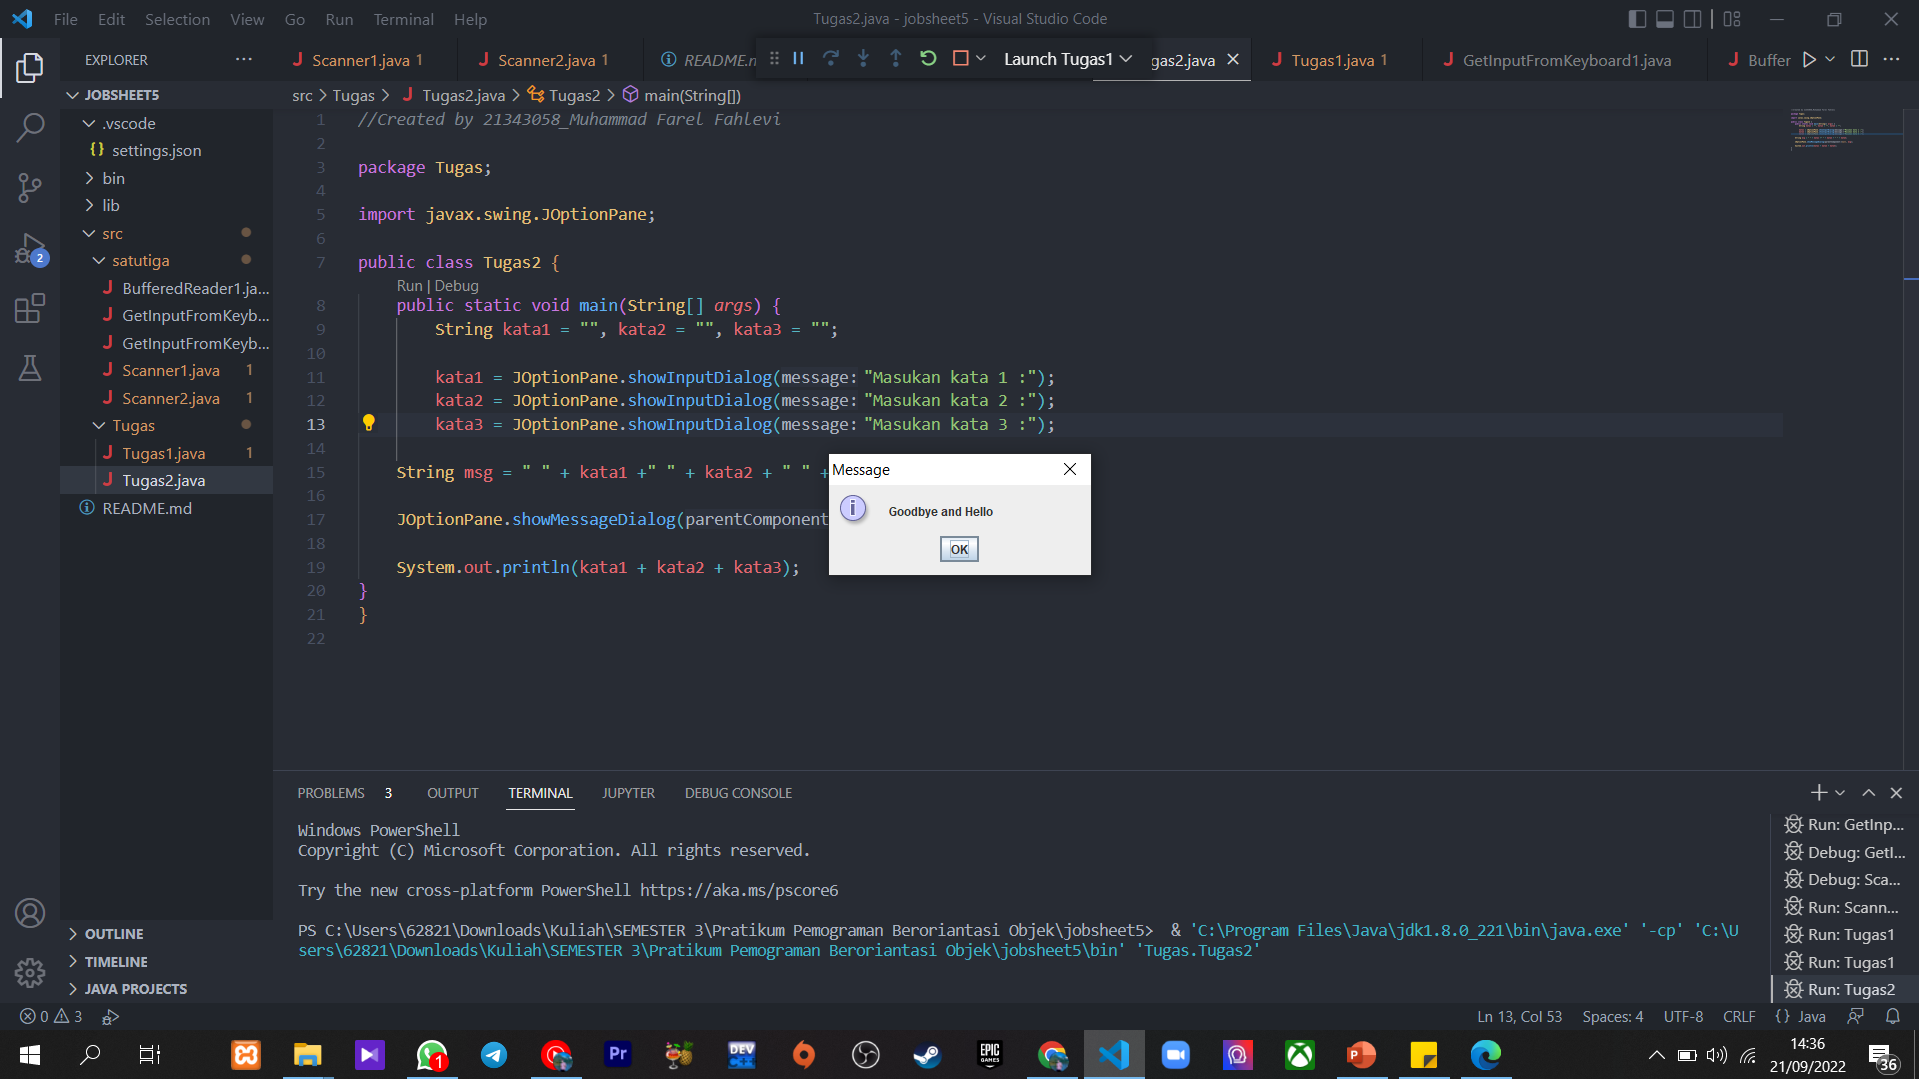 File Edit Selection View Go Run Terminal Help
Tugas2.java - jobsheet5 - Visual Studio Code
EXPLORER
Scanner1.java 1
Scanner2.java 1
README.m
Launch Tugas1
gas2.java
Tugas1.java 1
GetInputFromKeyboard1.java
Buffer
JOBSHEET5
.vscode
settings.json
bin
lib
src
satutiga
BufferedReader1.ja...
GetInputFromKeyb...
GetInputFromKeyb...
Scanner1.java 1
Scanner2.java 1
Tugas
Tugas1.java 1
Tugas2.java
README.md
2
OUTLINE
TIMELINE
JAVA PROJECTS
src > Tugas > Tugas2.java > Tugas2 > main(String[])
1 //Created by 21343058_Muhammad Farel Fahlevi
2
3 package Tugas;
4
5 import javax.swing.JOptionPane;
6
7 public class Tugas2 {
Run | Debug
8 public static void main(String[] args) {
9 String kata1 = "", kata2 = "", kata3 = "";
10
11 kata1 = JOptionPane.showInputDialog(message: "Masukan kata 1 :");
12 kata2 = JOptionPane.showInputDialog(message: "Masukan kata 2 :");
13 kata3 = JOptionPane.showInputDialog(message: "Masukan kata 3 :");
14
15 String msg = " " + kata1 +" " + kata2 + " " +
16
17 JOptionPane.showMessageDialog(parentComponent
18
19 System.out.println(kata1 + kata2 + kata3);
20 }
21 }
22
Message
Goodbye and Hello
OK
PROBLEMS 3 OUTPUT TERMINAL JUPYTER DEBUG CONSOLE
Windows PowerShell
Copyright (C) Microsoft Corporation. All rights reserved.
Try the new cross-platform PowerShell https://aka.ms/pscore6
PS C:\Users\62821\Downloads\Kuliah\SEMESTER 3\Pratikum Pemograman Beroriantasi Objek\jobsheet5> & 'C:\Program Files\Java\jdk1.8.0_221\bin\java.exe' '-cp' 'C:\U
sers\62821\Downloads\Kuliah\SEMESTER 3\Pratikum Pemograman Beroriantasi Objek\jobsheet5\bin' 'Tugas.Tugas2'
Run: GetInp...
Debug: GetI...
Debug: Sca...
Run: Scann...
Run: Tugas1
Run: Tugas1
Run: Tugas2
0 3
Ln 13, Col 53 Spaces: 4 UTF-8 CRLF {} Java
1
Pr
DEV
EPIC GAMES
14:36
21/09/2022
36